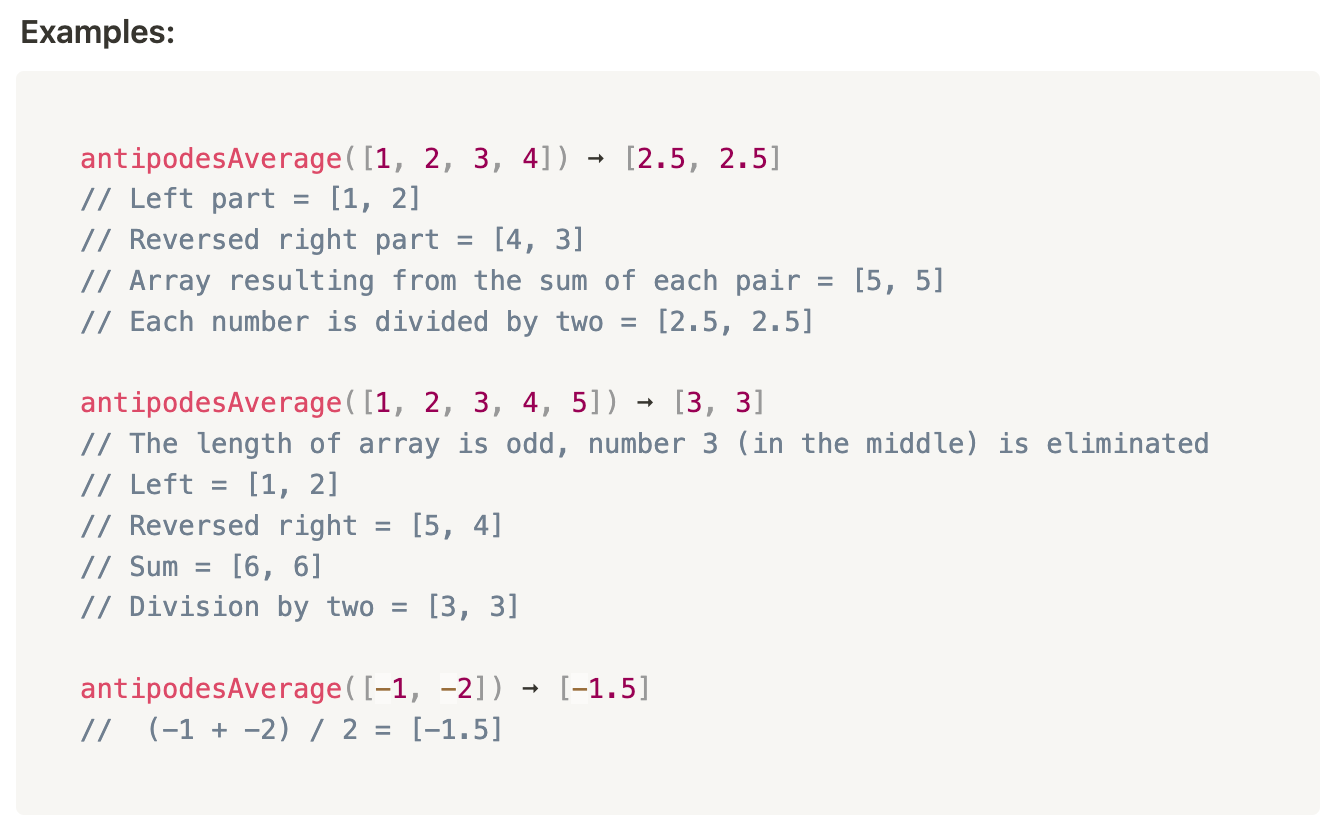 Examples:
antipodesAverage([1, 2, 3, 4]) → [2.5, 2.5]
// Left part = [1, 2]
// Reversed right part = [4, 3]
// Array resulting from the sum of each pair = [5, 5]
// Each number is divided by two = [2.5, 2.5]
antipodesAverage([1, 2, 3, 4, 5]) → [3, 3]
// The length of array is odd, number 3 (in the middle) is eliminated
// Left = [1, 2]
// Reversed right = [5, 4]
// Sum = [6, 6]
// Division by two = [3, 3]
antipodesAverage([-1, -2]) → [-1.5]
//  (-1 + -2) / 2 = [-1.5]